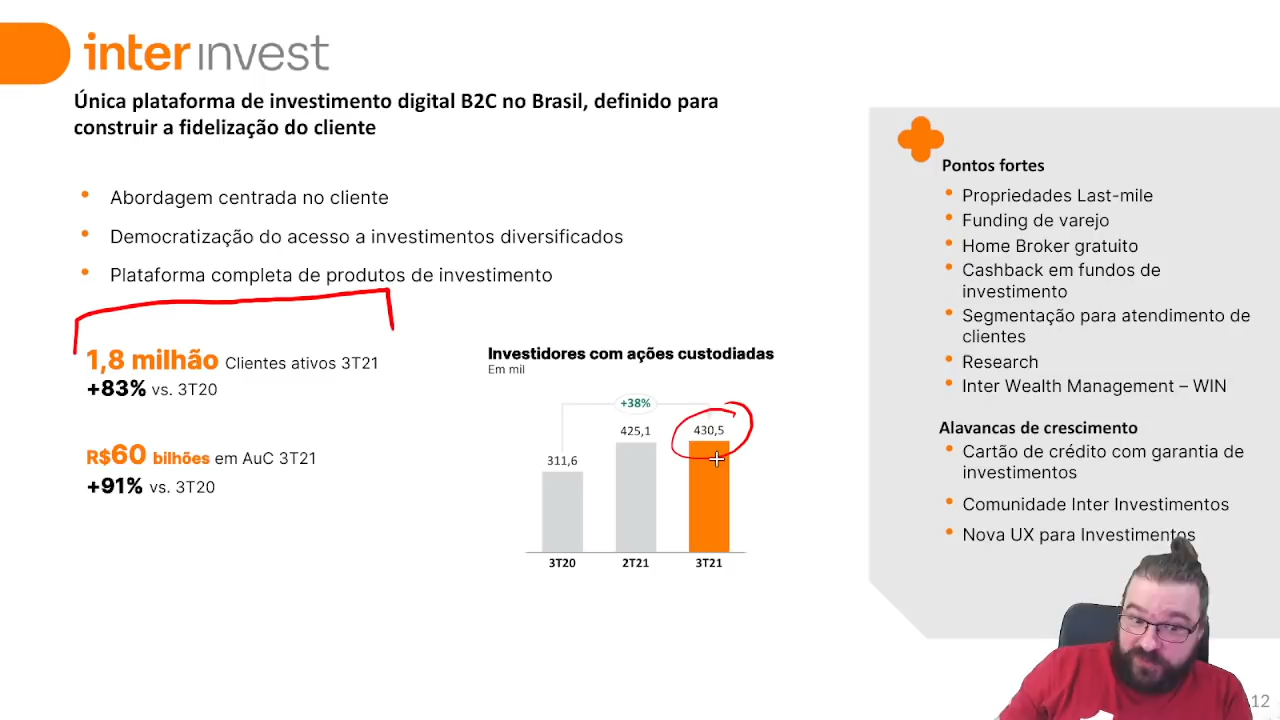 inter invest
Única plataforma de investimento digital B2C no Brasil, definido para
construir a fidelização do cliente
• Abordagem centrada no cliente
• Democratização do acesso a investimentos diversificados
• Plataforma completa de produtos de investimento
1,8 milhão Clientes ativos 3T21
+83% vs. 3T20
R$60 bilhões em AuC 3T21
+91% vs. 3T20
Investidores com ações custodiadas
Em mil
+38%
311,6
425,1
430,5
3T20
2T21
3T21
Pontos fortes
• Propriedades Last-mile
• Funding de varejo
• Home Broker gratuito
• Cashback em fundos de
investimento
• Segmentação para atendimento de
clientes
• Research
• Inter Wealth Management – WIN
Alavancas de crescimento
• Cartão de crédito com garantia de
investimentos
• Comunidade Inter Investimentos
• Nova UX para Investimentos
12